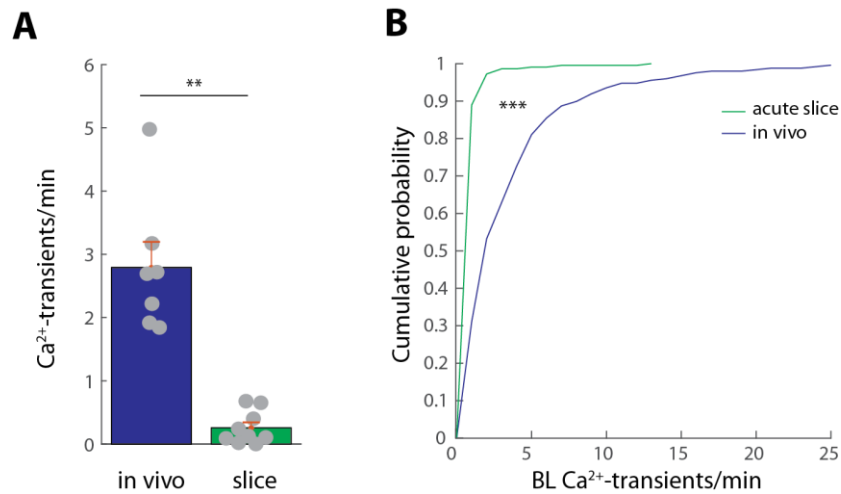 A
6
5
4
3
2
1
0
Ca²⁺-transients/min
**
in vivo
slice
B
1
0.9
0.8
0.7
0.6
0.5
0.4
0.3
0.2
0.1
0
Cumulative probability
***
acute slice
in vivo
0 5 10 15 20 25
BL Ca²⁺-transients/min